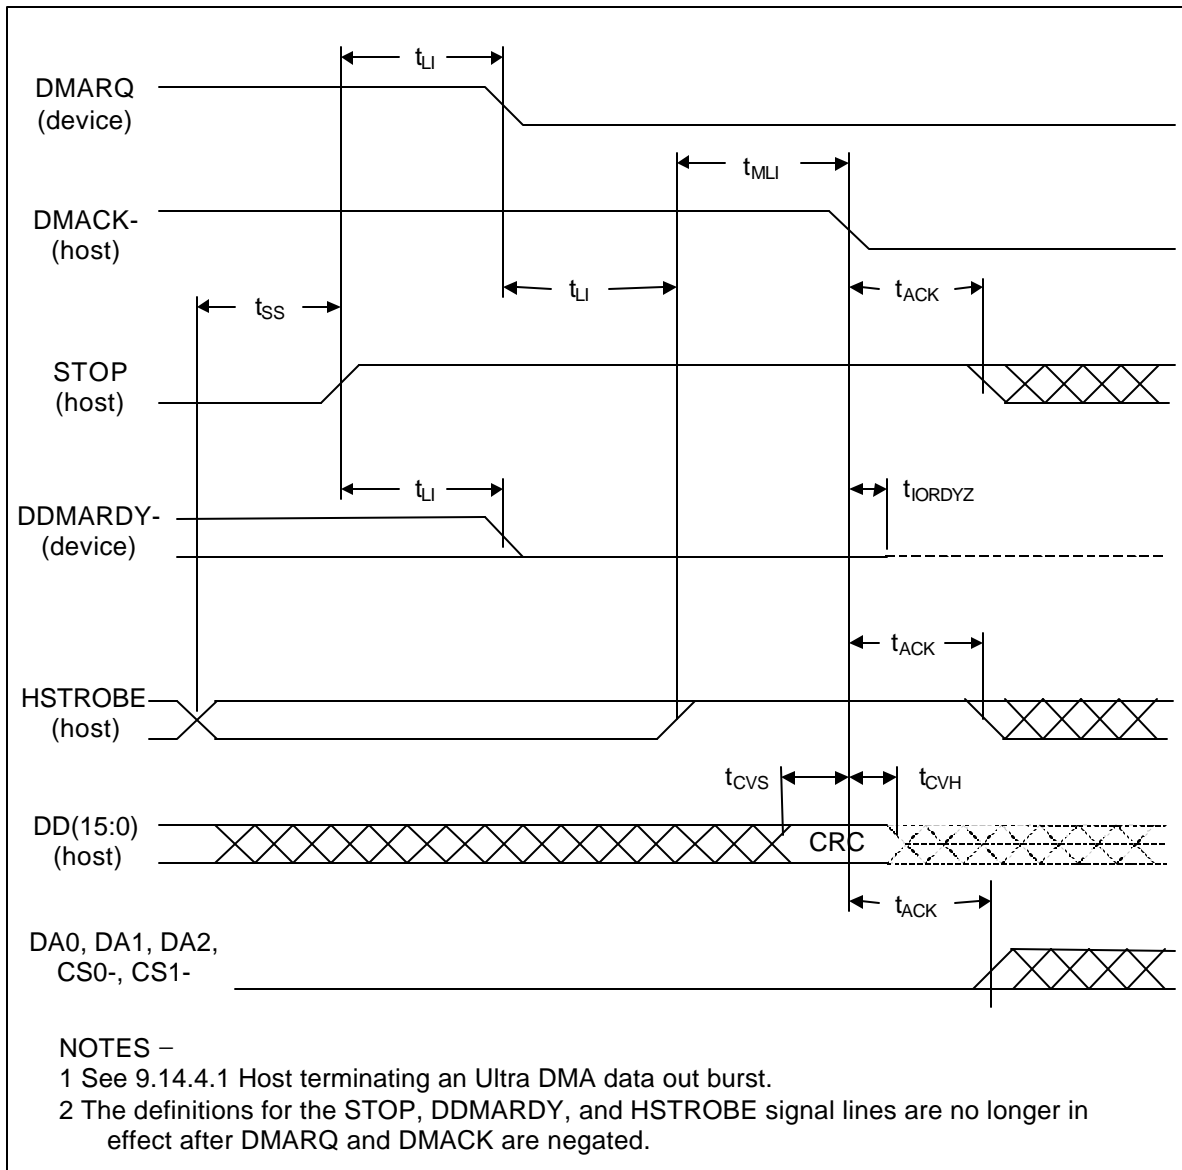 tLI
DMARQ
(device)
tMLI
DMACK-
(host)
tLI
tACK
tSS
STOP
(host)
tLI
tIORDYZ
DDMARDY-
(device)
tACK
HSTROBE
(host)
tCVS
tCVH
DD(15:0)
(host)
CRC
tACK
DA0, DA1, DA2,
CS0-, CS1-
NOTES –
1 See 9.14.4.1 Host terminating an Ultra DMA data out burst.
2 The definitions for the STOP, DDMARDY, and HSTROBE signal lines are no longer in
effect after DMARQ and DMACK are negated.